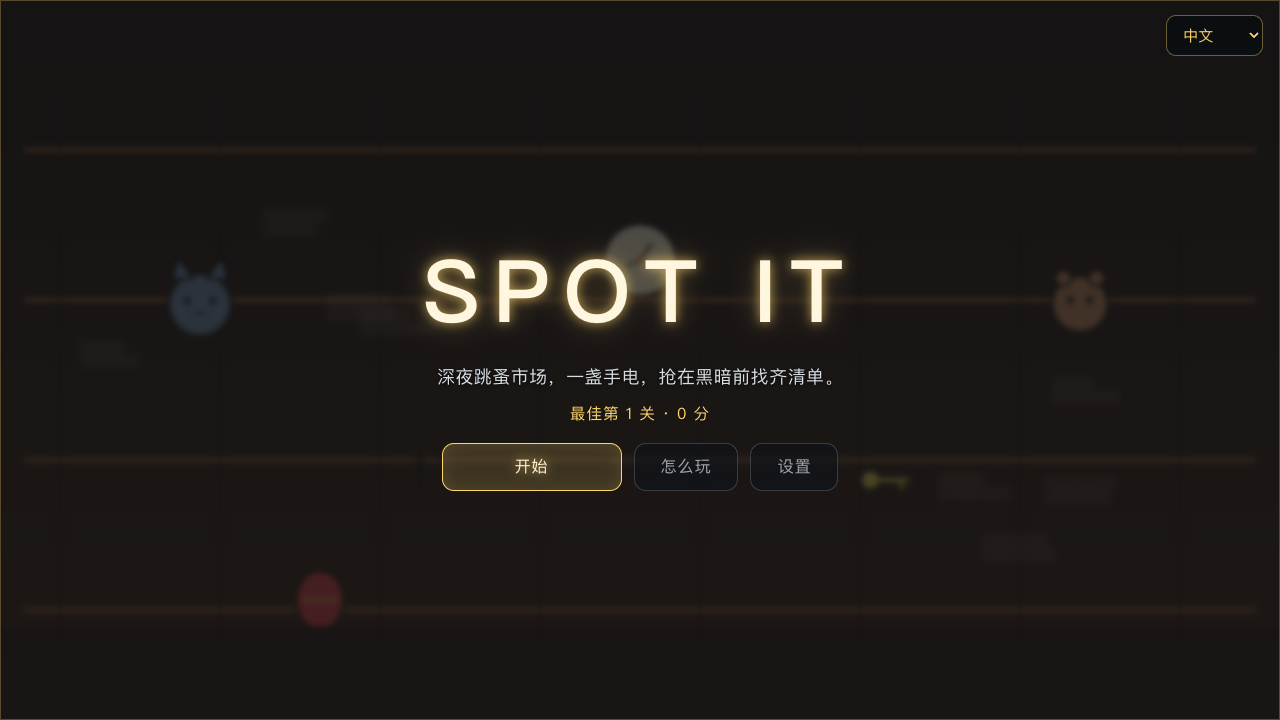 中文
SPOT IT
深夜跳蚤市场，一盏手电，抢在黑暗前找齐清单。
最佳第 1 关 · 0 分
开始 怎么玩 设置